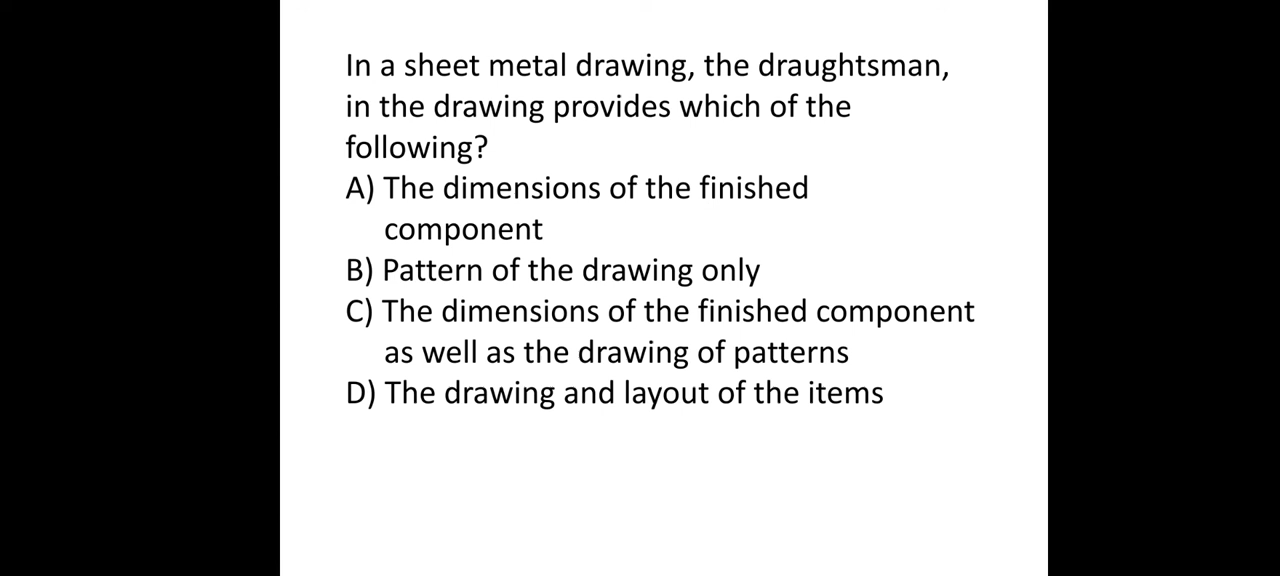 In a sheet metal drawing, the draughtsman,
in the drawing provides which of the
following?
A) The dimensions of the finished
component
B) Pattern of the drawing only
C) The dimensions of the finished component
as well as the drawing of patterns
D) The drawing and layout of the items